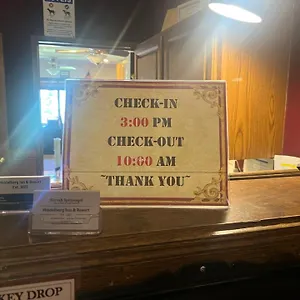 CHECK-IN
3:00 PM
CHECK-OUT
10:00 AM
~THANK YOU~
KEY DROP